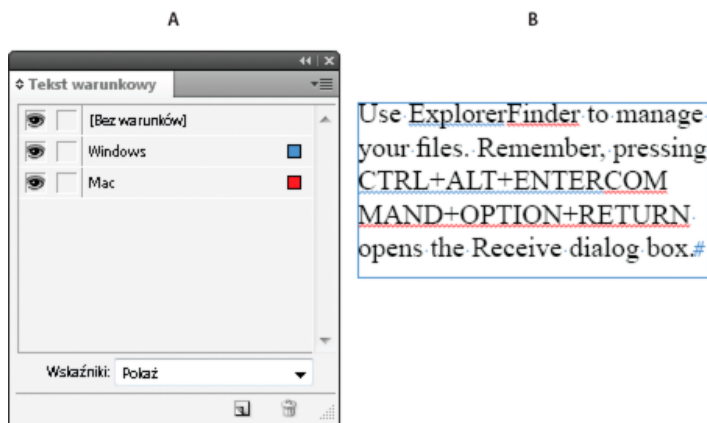 A
B
Tekst warunkowy
[Bez warunków]
Windows
Mac
Wskaźniki: Pokaż
Use ExplorerFinder to manage
your files. Remember, pressing
CTRL+ALT+ENTERCOM
MAND+OPTION+RETURN
opens the Receive dialog box.#